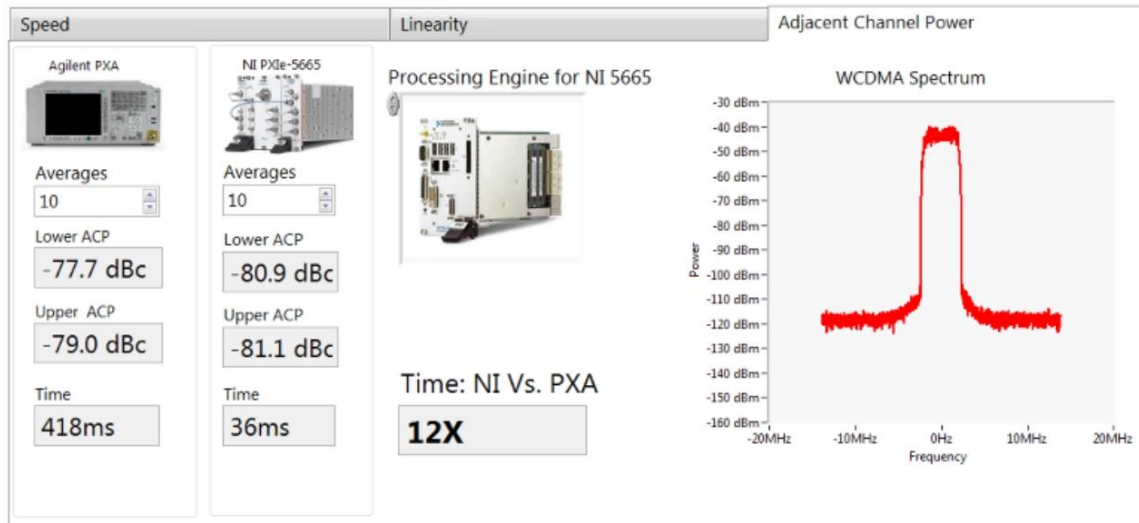 Speed
Linearity
Adjacent Channel Power
Agilent PXA
Averages
10
Lower ACP
-77.7 dBc
Upper ACP
-79.0 dBc
Time
418ms
NI PXIe-5665
Averages
10
Lower ACP
-80.9 dBc
Upper ACP
-81.1 dBc
Time
36ms
Processing Engine for NI 5665
Time: NI Vs. PXA
12X
WCDMA Spectrum
Power
-30 dBm
-40 dBm
-50 dBm
-60 dBm
-70 dBm
-80 dBm
-90 dBm
-100 dBm
-110 dBm
-120 dBm
-130 dBm
-140 dBm
-150 dBm
-160 dBm
-20MHz -10MHz 0Hz 10MHz 20MHz
Frequency